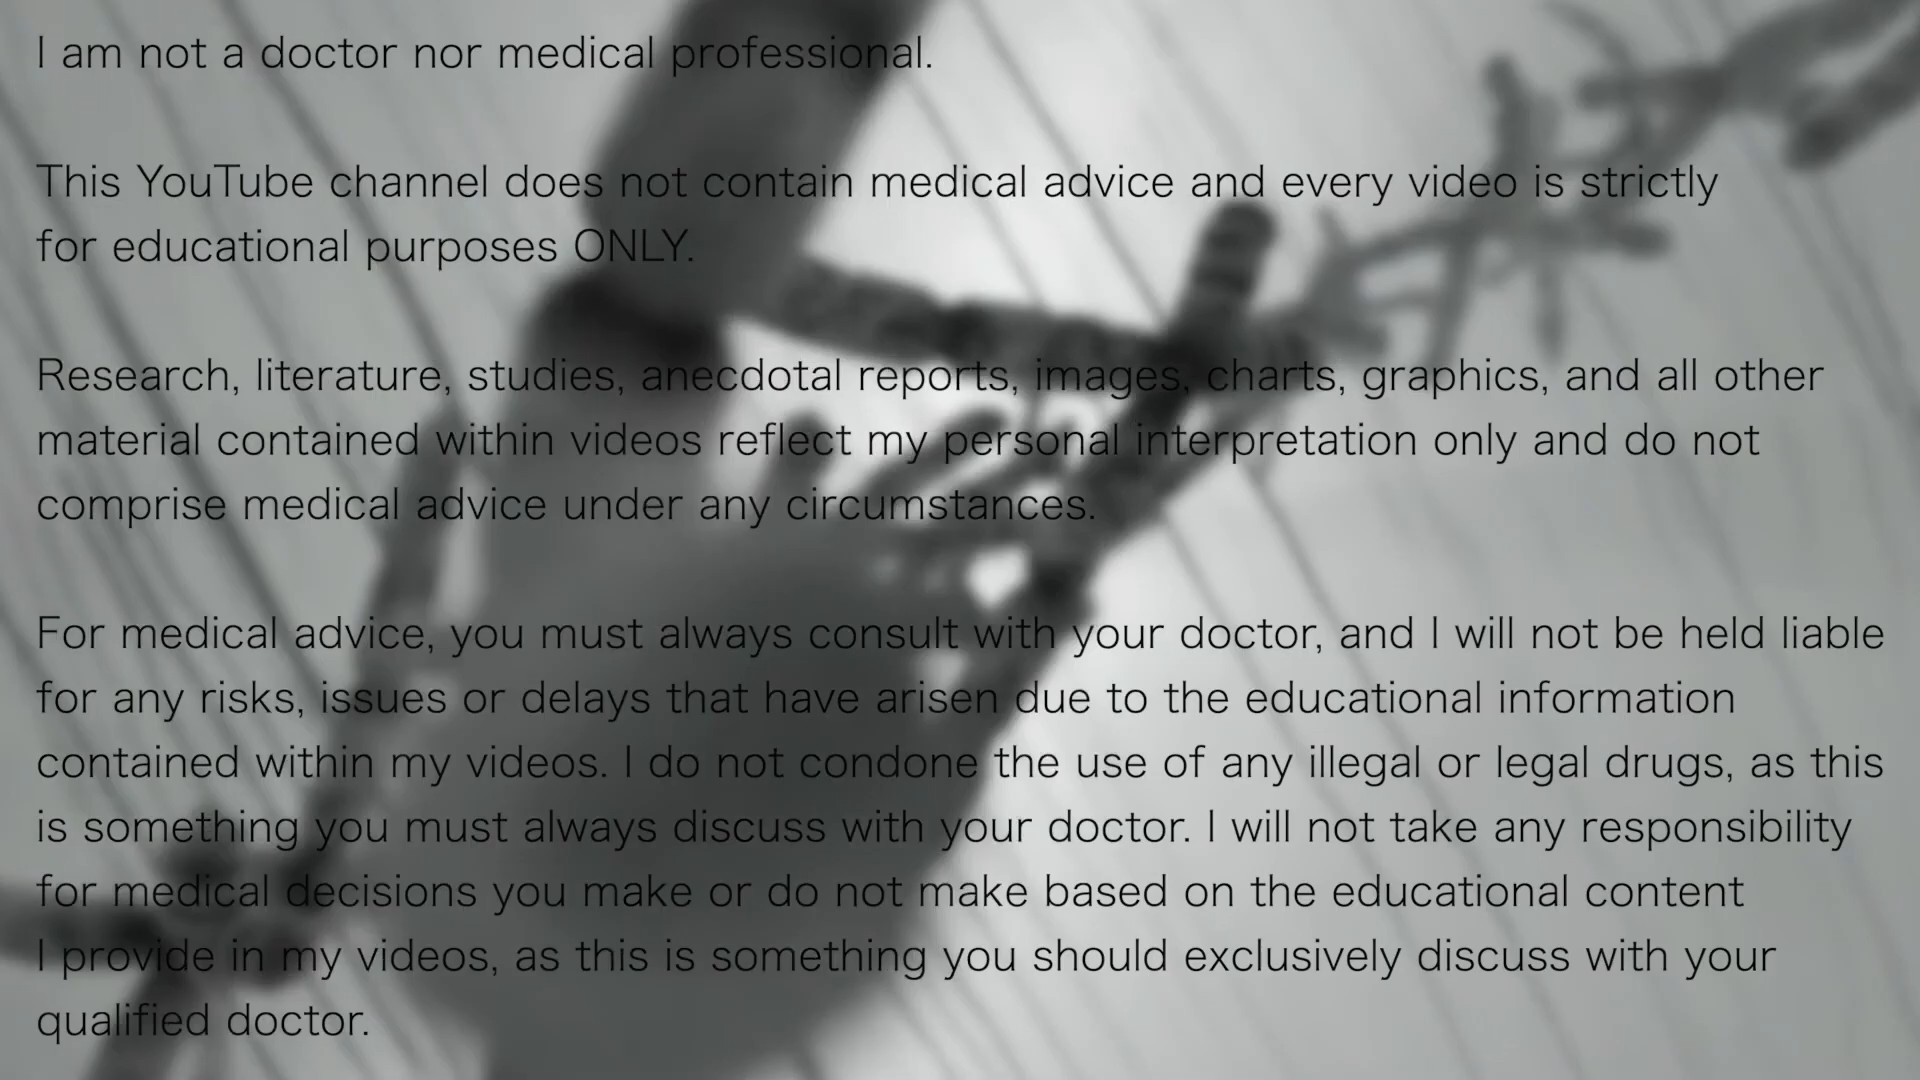 I am not a doctor nor medical professional.
This YouTube channel does not contain medical advice and every video is strictly
for educational purposes ONLY.
Research, literature, studies, anecdotal reports, images, charts, graphics, and all other
material contained within videos reflect my personal interpretation only and do not
comprise medical advice under any circumstances.
For medical advice, you must always consult with your doctor, and I will not be held liable
for any risks, issues or delays that have arisen due to the educational information
contained within my videos. I do not condone the use of any illegal or legal drugs, as this
is something you must always discuss with your doctor. I will not take any responsibility
for medical decisions you make or do not make based on the educational content
I provide in my videos, as this is something you should exclusively discuss with your
qualified doctor.